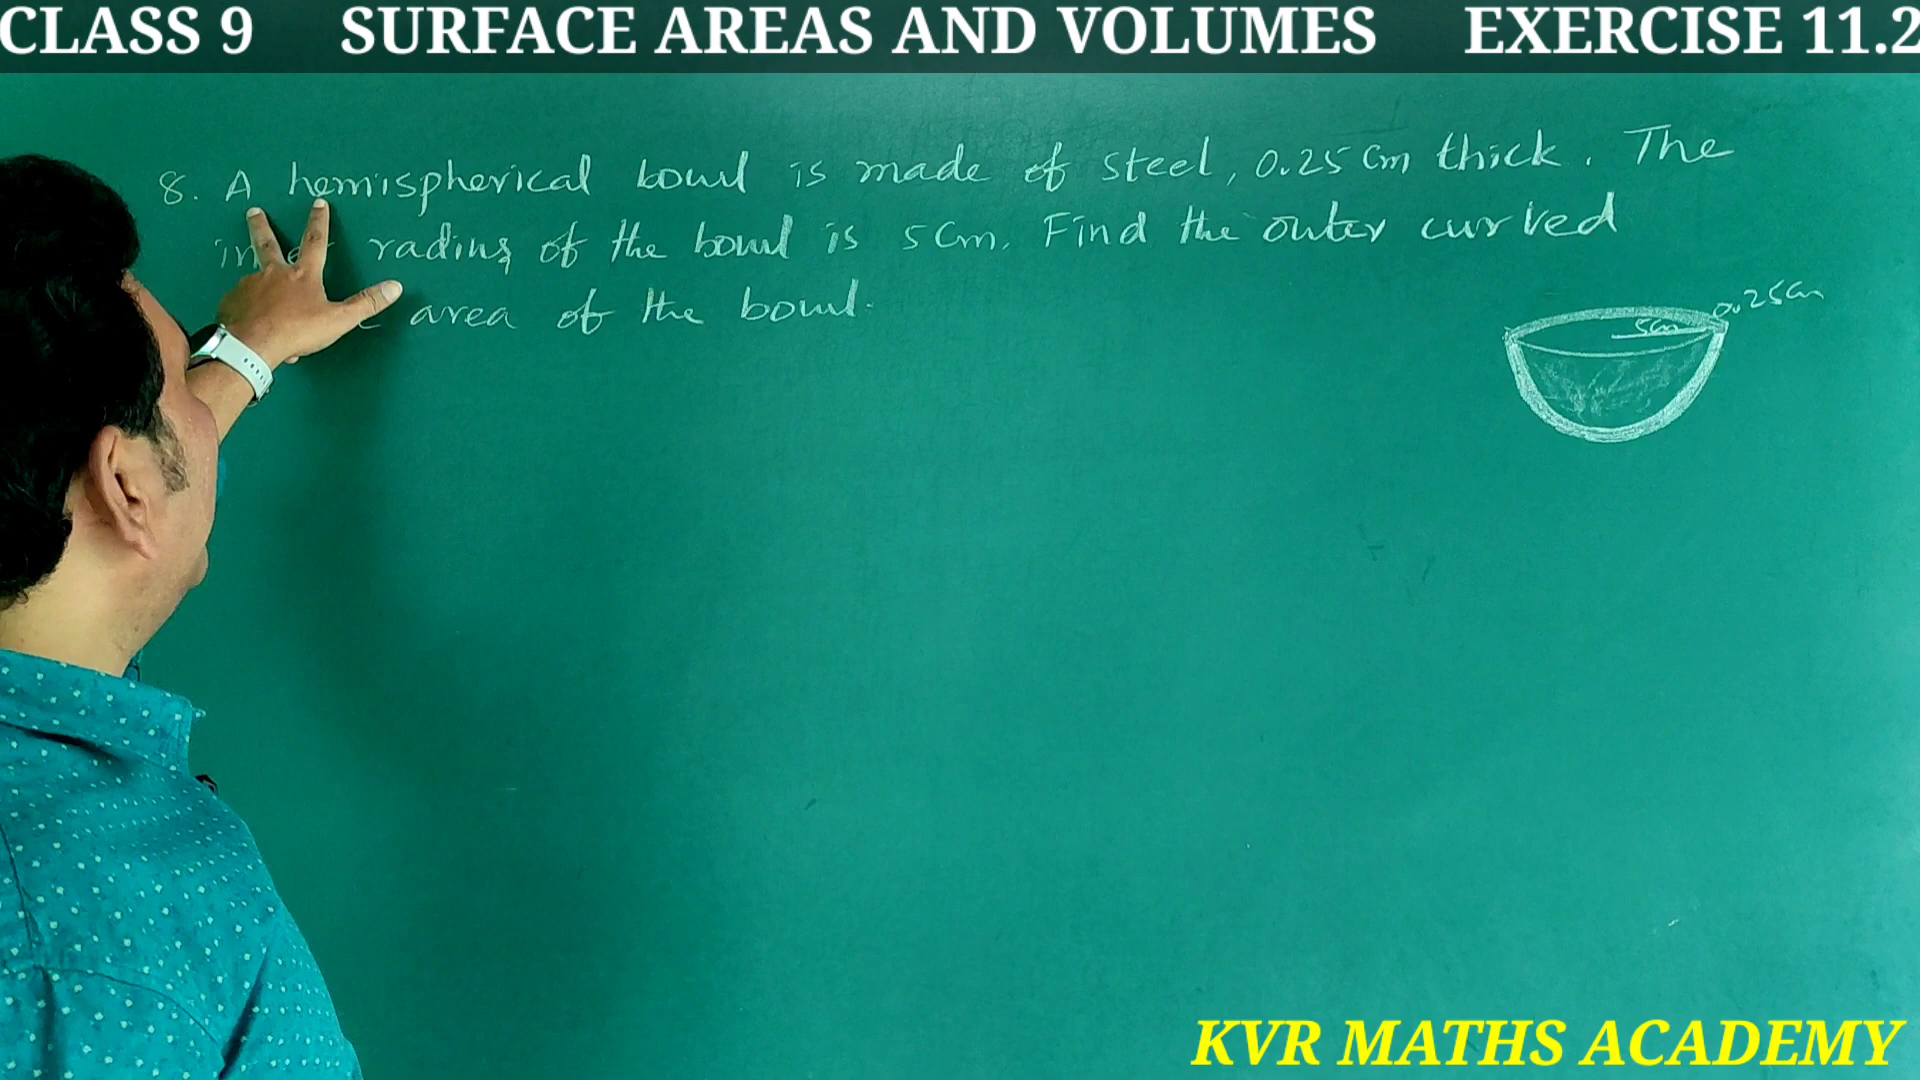 CLASS 9 SURFACE AREAS AND VOLUMES EXERCISE 11.2
8. A hemispherical bowl is made of steel, 0.25 cm thick. The
radius of the bowl is 5 cm. Find the outer curved
area of the bowl.
0.25cm
5cm
KVR MATHS ACADEMY